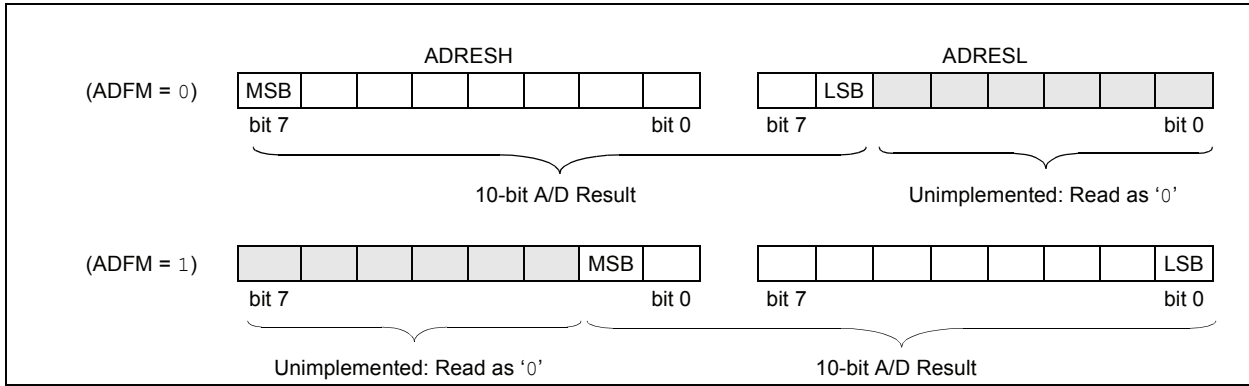 ADRESH ADRESL
(ADFM = 0) MSB LSB
bit 7 bit 0 bit 7 bit 0
10-bit A/D Result Unimplemented: Read as ‘0’
(ADFM = 1) MSB LSB
bit 7 bit 0 bit 7 bit 0
Unimplemented: Read as ‘0’ 10-bit A/D Result